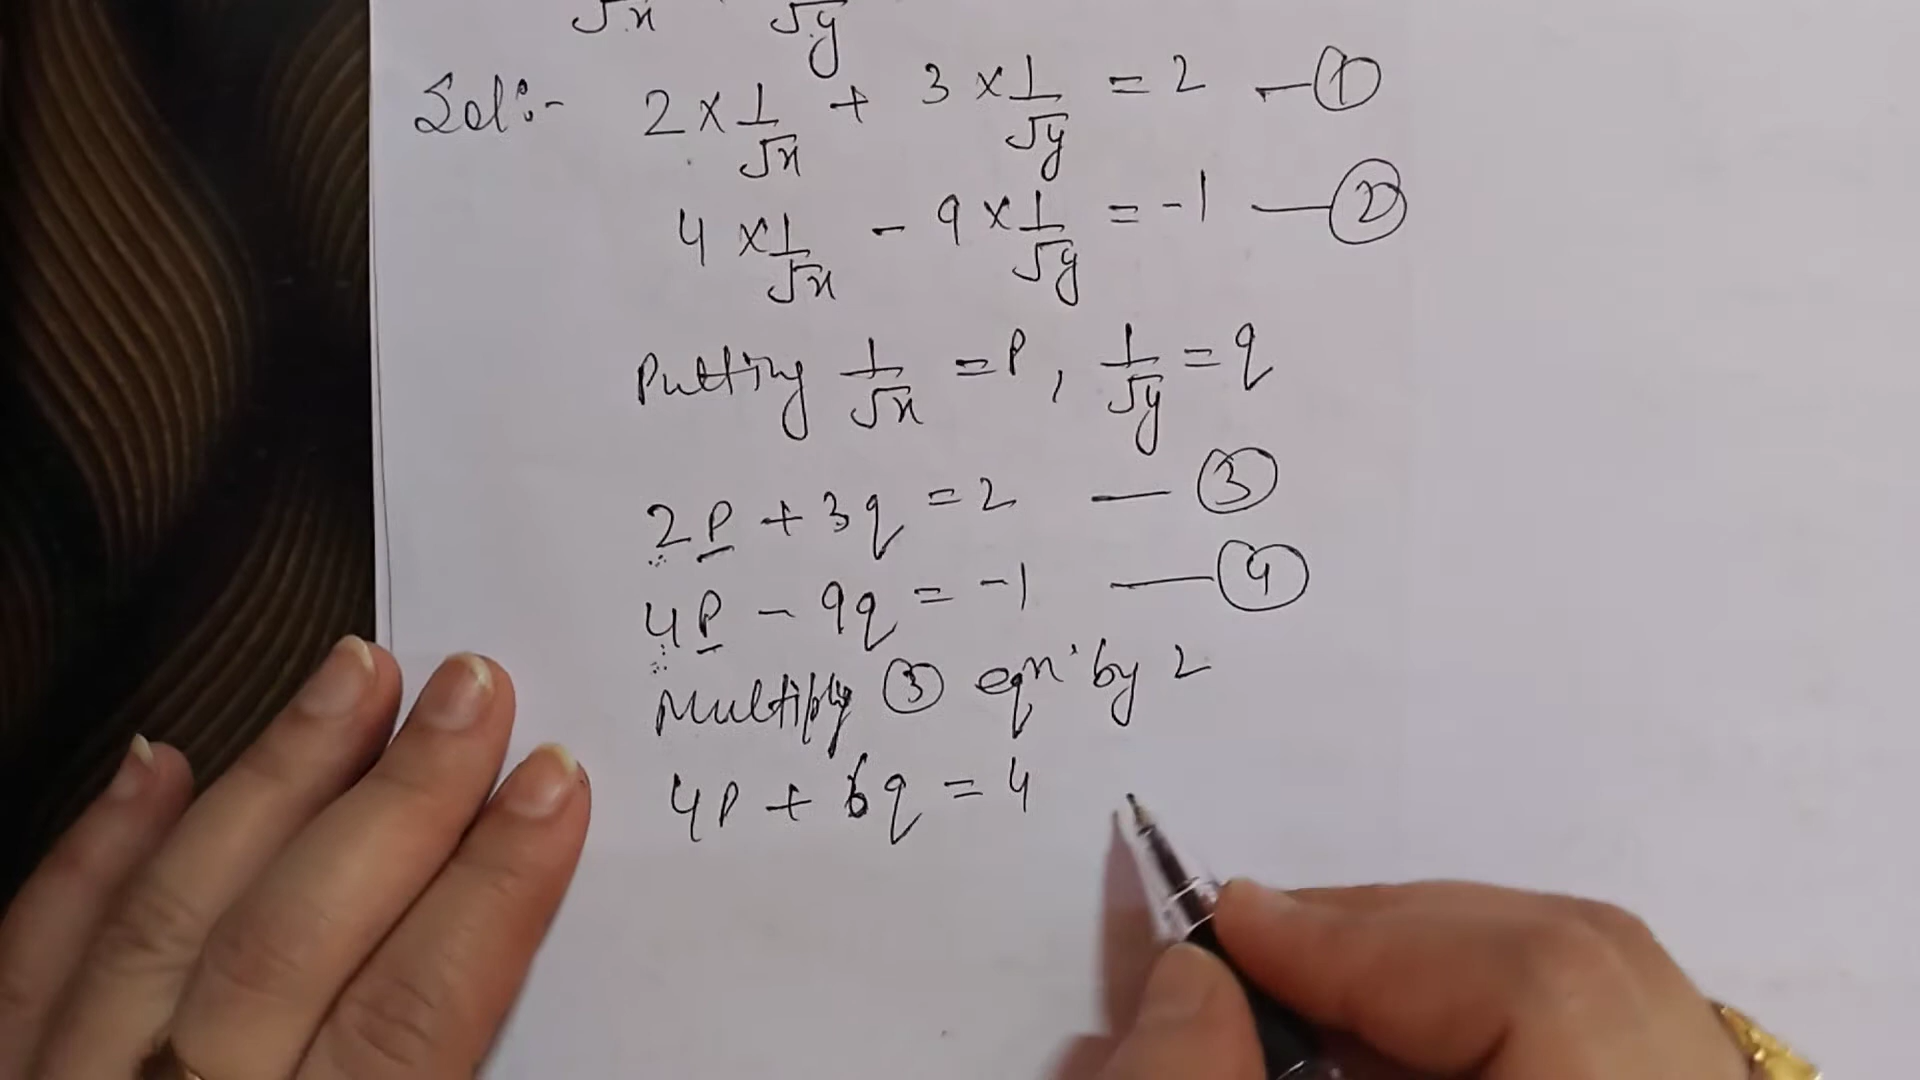 √x √y
Sol:- 2 × 1/√x + 3 × 1/√y = 2 — ①
4 × 1/√x - 9 × 1/√y = -1 — ②
Putting 1/√x = P, 1/√y = q
2P + 3q = 2 — ③
4P - 9q = -1 — ④
Multiply ③ eqn by 2
4P + 6q = 4